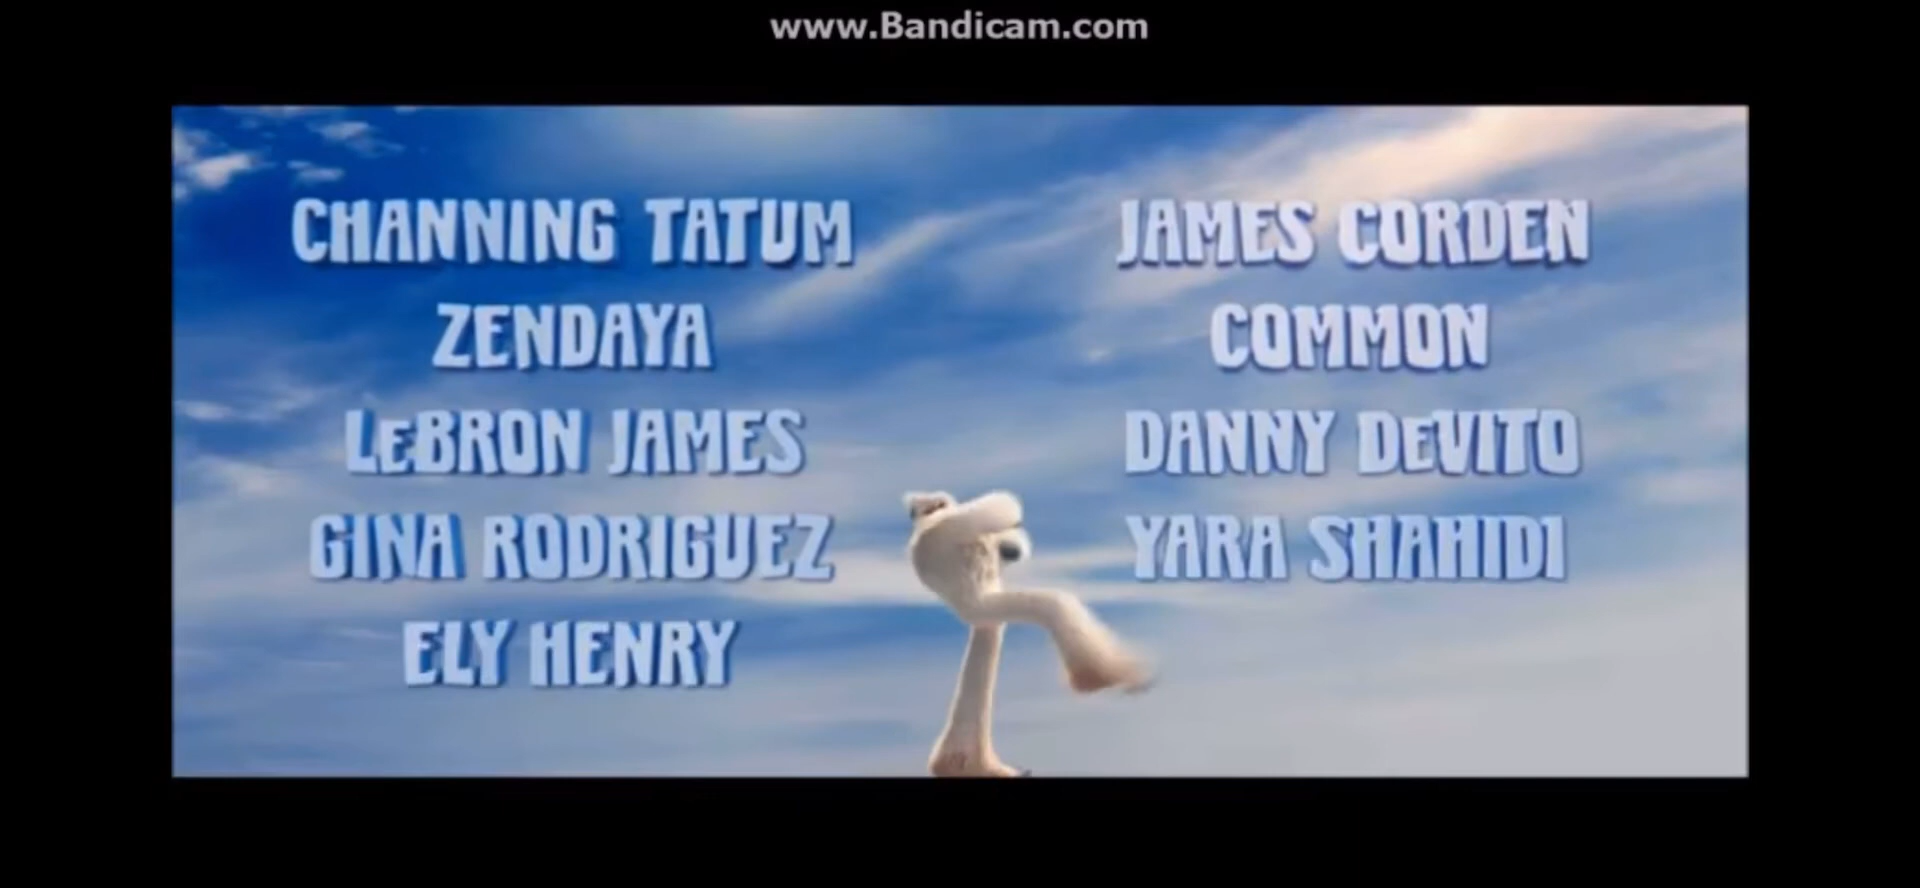 www.Bandicam.com
CHANNING TATUM
ZENDAYA
LeBRON JAMES
GINA RODRIGUEZ
ELY HENRY
JAMES CORDEN
COMMON
DANNY DeVITO
YARA SHAHIDI